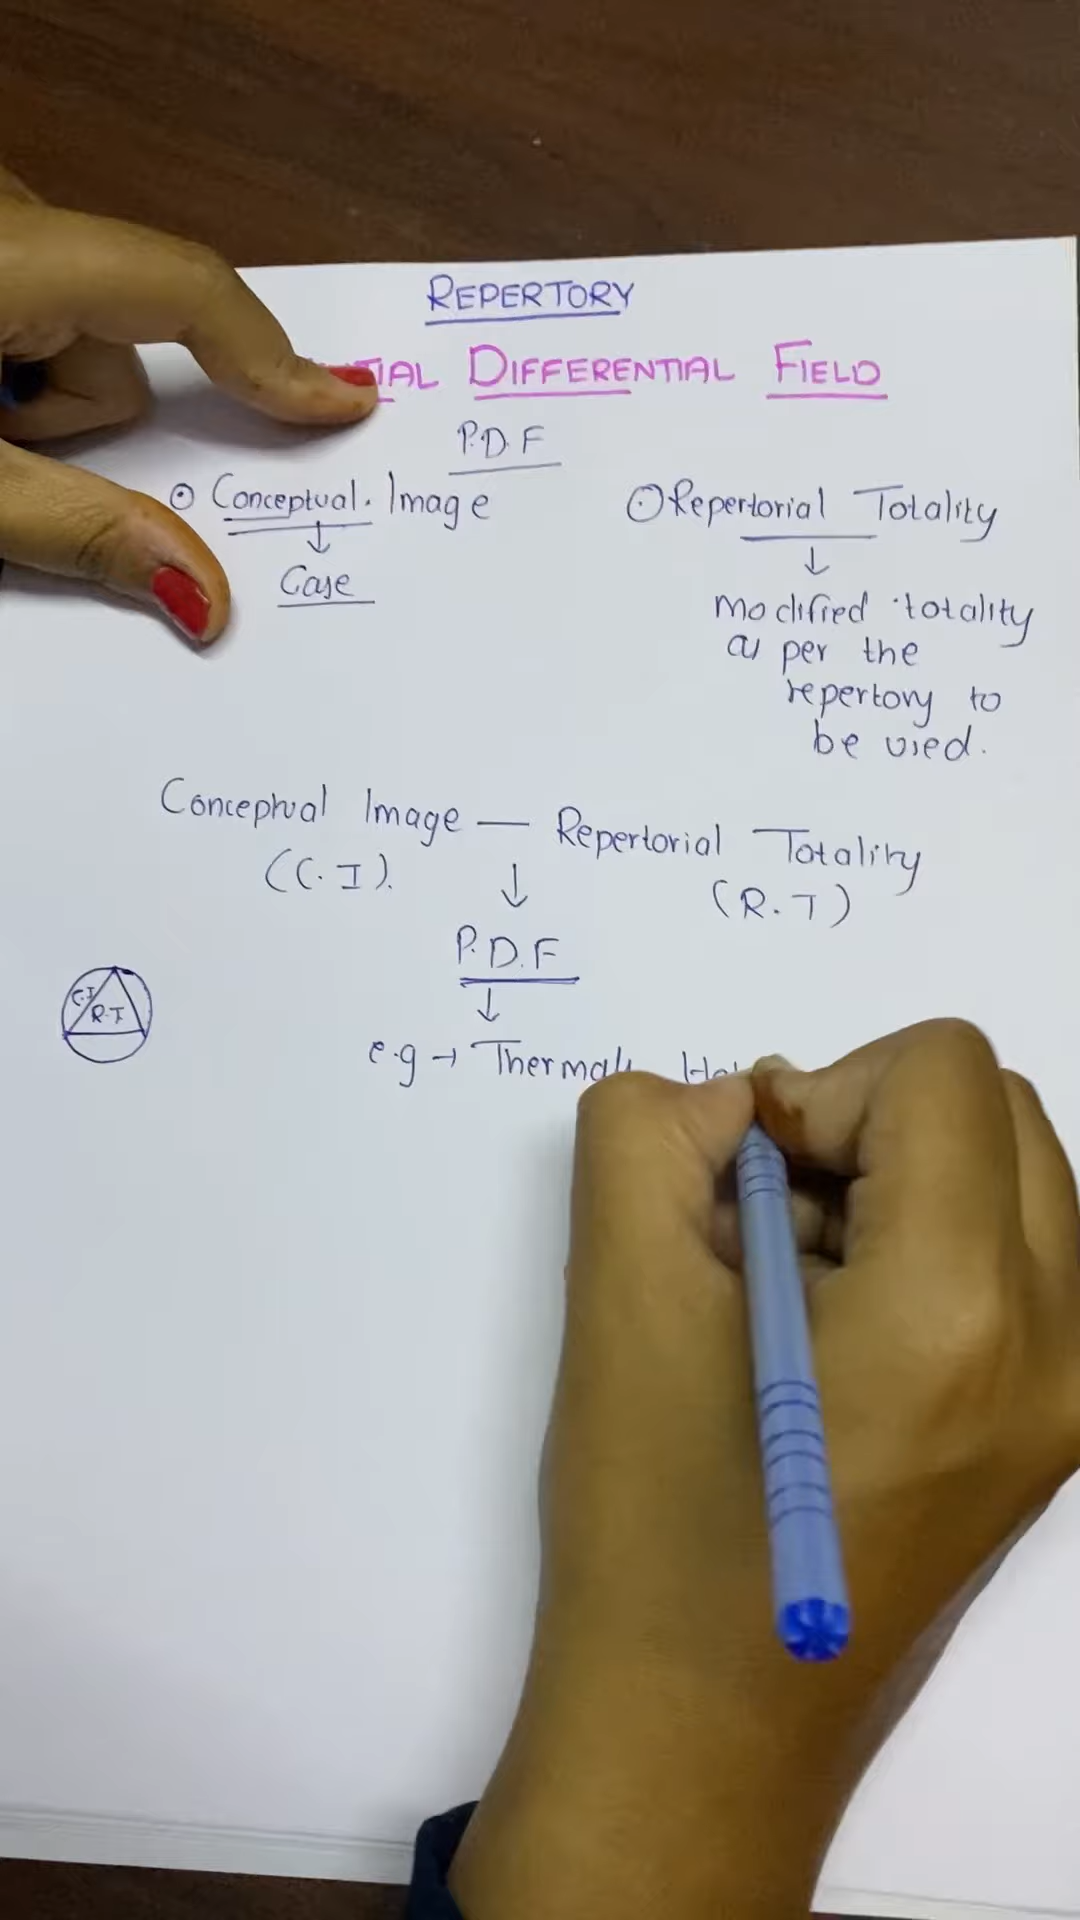 REPERTORY
DIFFERENTIAL FIELD
P.D.F
Conceptual. Image
Case
Repertorial Totality
modified totality
as per the
repertory to
be used.
Conceptual Image — Repertorial Totality
(C.I). (R.T)
P.D.F
C.I
R.T
e.g → Thermal